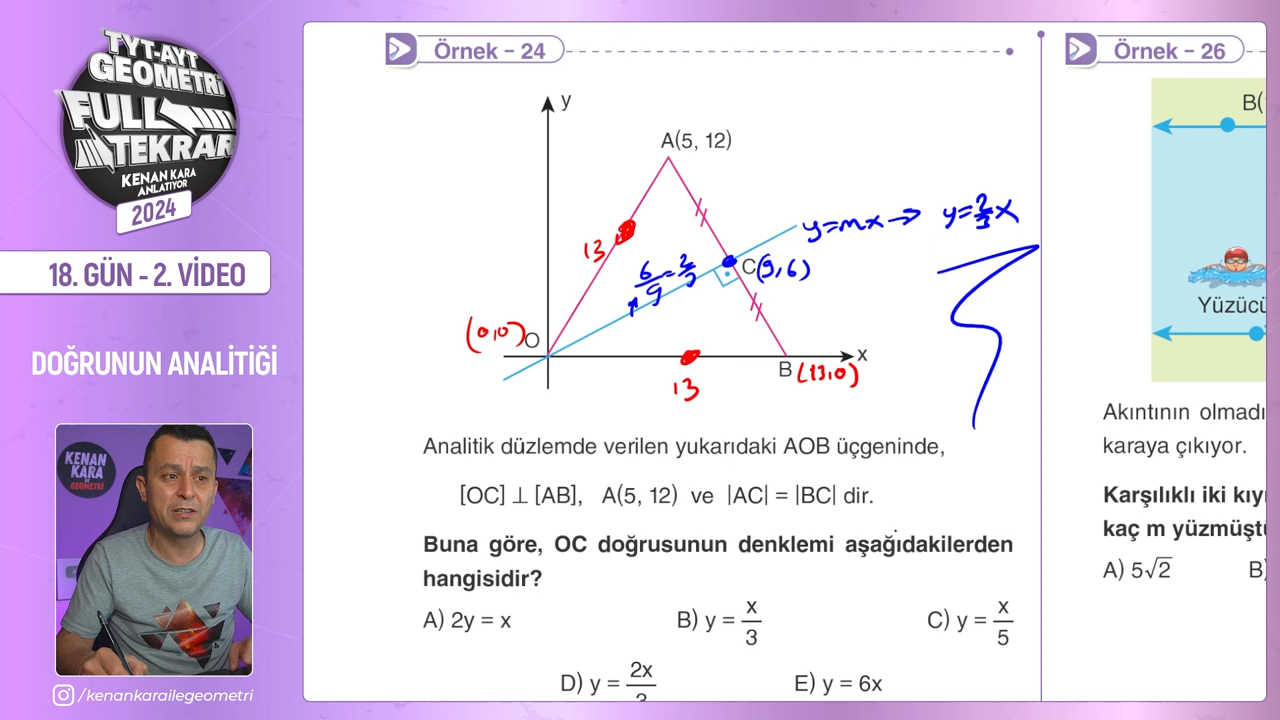 TYT-AYT
GEOMETRİ
FULL
TEKRAR
KENAN KARA
ANLATIYOR
2024
18. GÜN - 2. VİDEO
DOĞRUNUN ANALİTİĞİ
KENAN
KARA
ile
GEOMETRİ
/kenankarailegeometri
Örnek – 24
y
A(5, 12)
13
y=mx → y=2/3x
6/9=2/3
C(9,6)
(0,0)
O
x
B(13,0)
13
Analitik düzlemde verilen yukarıdaki AOB üçgeninde,
[OC] ⊥ [AB], A(5, 12) ve |AC| = |BC| dir.
Buna göre, OC doğrusunun denklemi aşağıdakilerden
hangisidir?
A) 2y = x
B) y = x/3
C) y = x/5
D) y = 2x/3
E) y = 6x
Örnek – 26
B(
Yüzücü
Akıntının olmadı
karaya çıkıyor.
Karşılıklı iki kıy
kaç m yüzmüştü
A) 5√2
B)